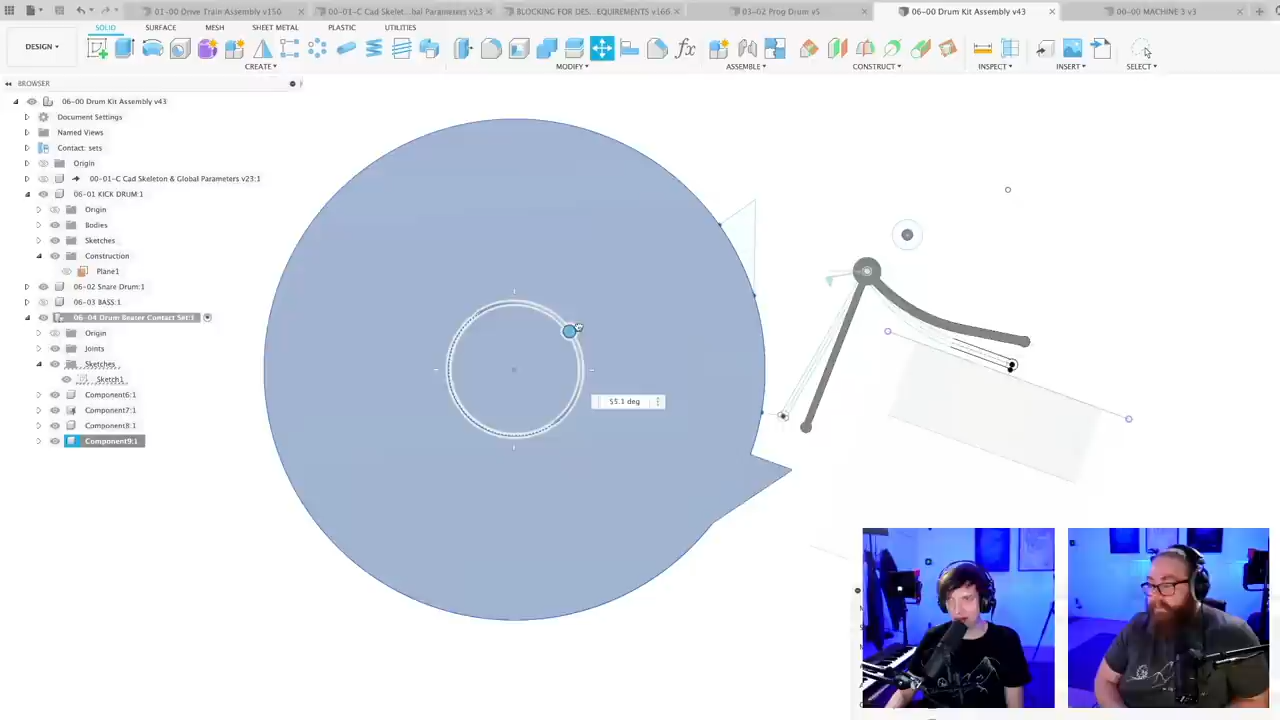 01-00 Drive Train Assembly v156
00-01-C Cad Skelet...bal Parameters v23
BLOCKING FOR DES...EQUIREMENTS v166
03-02 Prog Drum v5
06-00 Drum Kit Assembly v43
00-00 MACHINE 3 v3
SOLID
SURFACE
MESH
SHEET METAL
PLASTIC
UTILITIES
DESIGN
CREATE
MODIFY
ASSEMBLE
CONSTRUCT
INSPECT
INSERT
SELECT
BROWSER
06-00 Drum Kit Assembly v43
Document Settings
Named Views
Contact: sets
Origin
00-01-C Cad Skeleton & Global Parameters v23:1
06-01 KICK DRUM:1
Origin
Bodies
Sketches
Construction
Plane1
06-02 Snare Drum:1
06-03 BASS:1
06-04 Drum Beater Contact Set:1
Origin
Joints
Sketches
Sketch1
Component6:1
Component7:1
Component8:1
Component9:1
55.1 deg